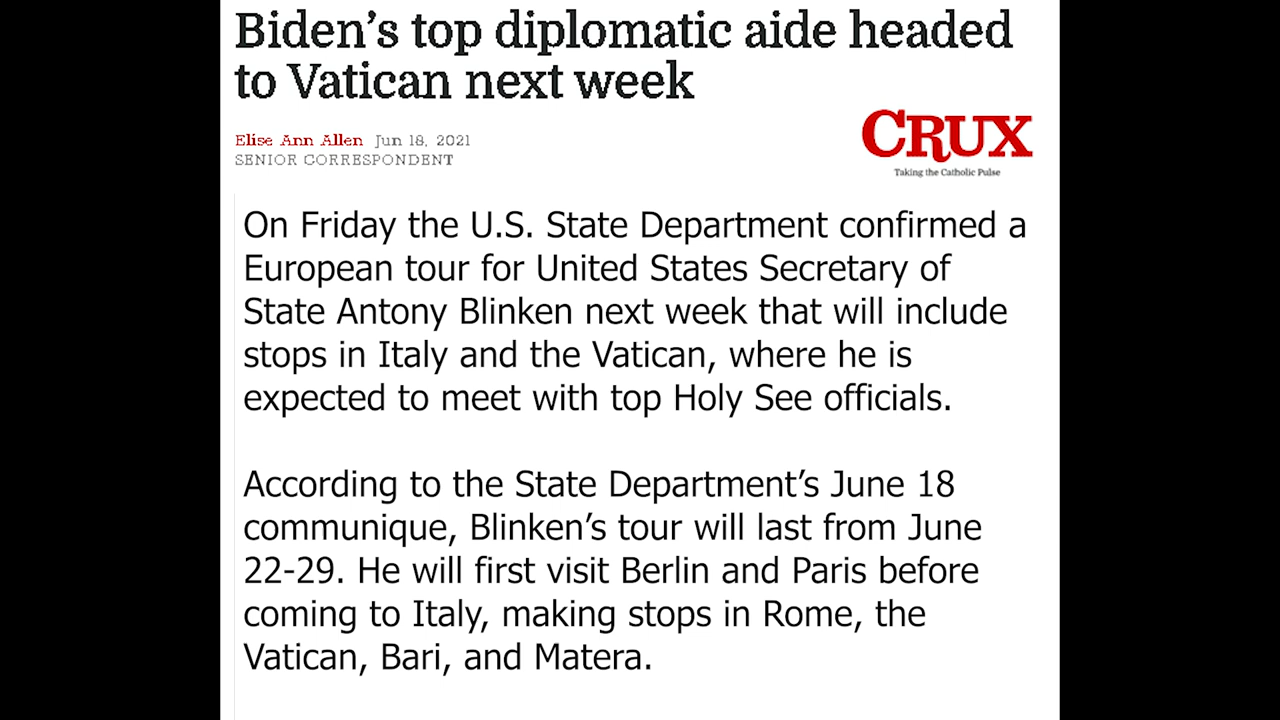 Biden’s top diplomatic aide headed
to Vatican next week
Elise Ann Allen Jun 18, 2021
SENIOR CORRESPONDENT
CRUX
Taking the Catholic Pulse
On Friday the U.S. State Department confirmed a
European tour for United States Secretary of
State Antony Blinken next week that will include
stops in Italy and the Vatican, where he is
expected to meet with top Holy See officials.
According to the State Department’s June 18
communique, Blinken’s tour will last from June
22-29. He will first visit Berlin and Paris before
coming to Italy, making stops in Rome, the
Vatican, Bari, and Matera.